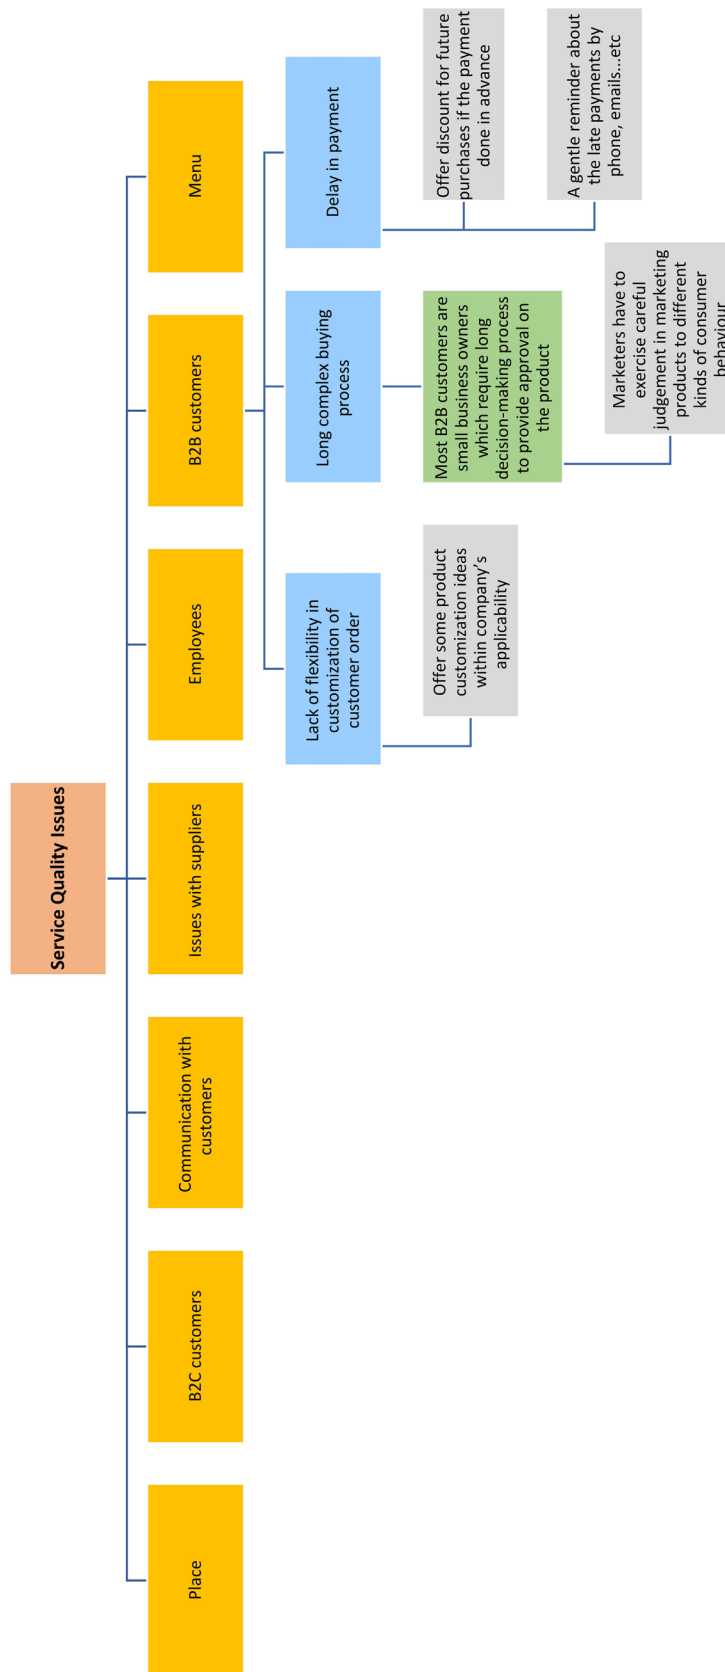 Service Quality Issues
Place
B2C customers
Communication with
customers
Issues with suppliers
Employees
B2B customers
Menu
Lack of flexibility in
customization of
customer order
Long complex buying
process
Delay in payment
Offer some product
customization ideas
within company's
applicability
Most B2B customers are
small business owners
which require long
decision-making process
to provide approval on
the product
Offer discount for future
purchases if the payment
done in advance
Marketers have to
exercise careful
judgement in marketing
products to different
kinds of consumer
behaviour
A gentle reminder about
the late payments by
phone, emails...etc